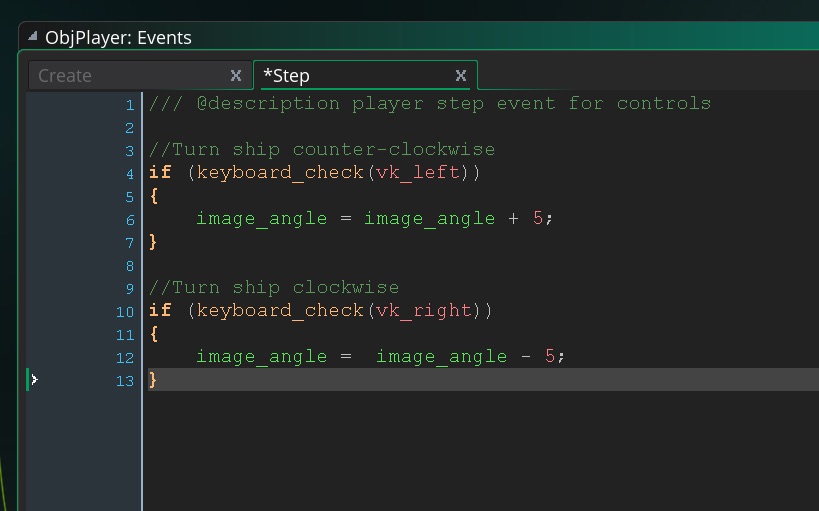 ObjPlayer: Events
Create X *Step X
1 /// @description player step event for controls
2
3 //Turn ship counter-clockwise
4 if (keyboard_check(vk_left))
5 {
6 image_angle = image_angle + 5;
7 }
8
9 //Turn ship clockwise
10 if (keyboard_check(vk_right))
11 {
12 image_angle =  image_angle - 5;
13 }